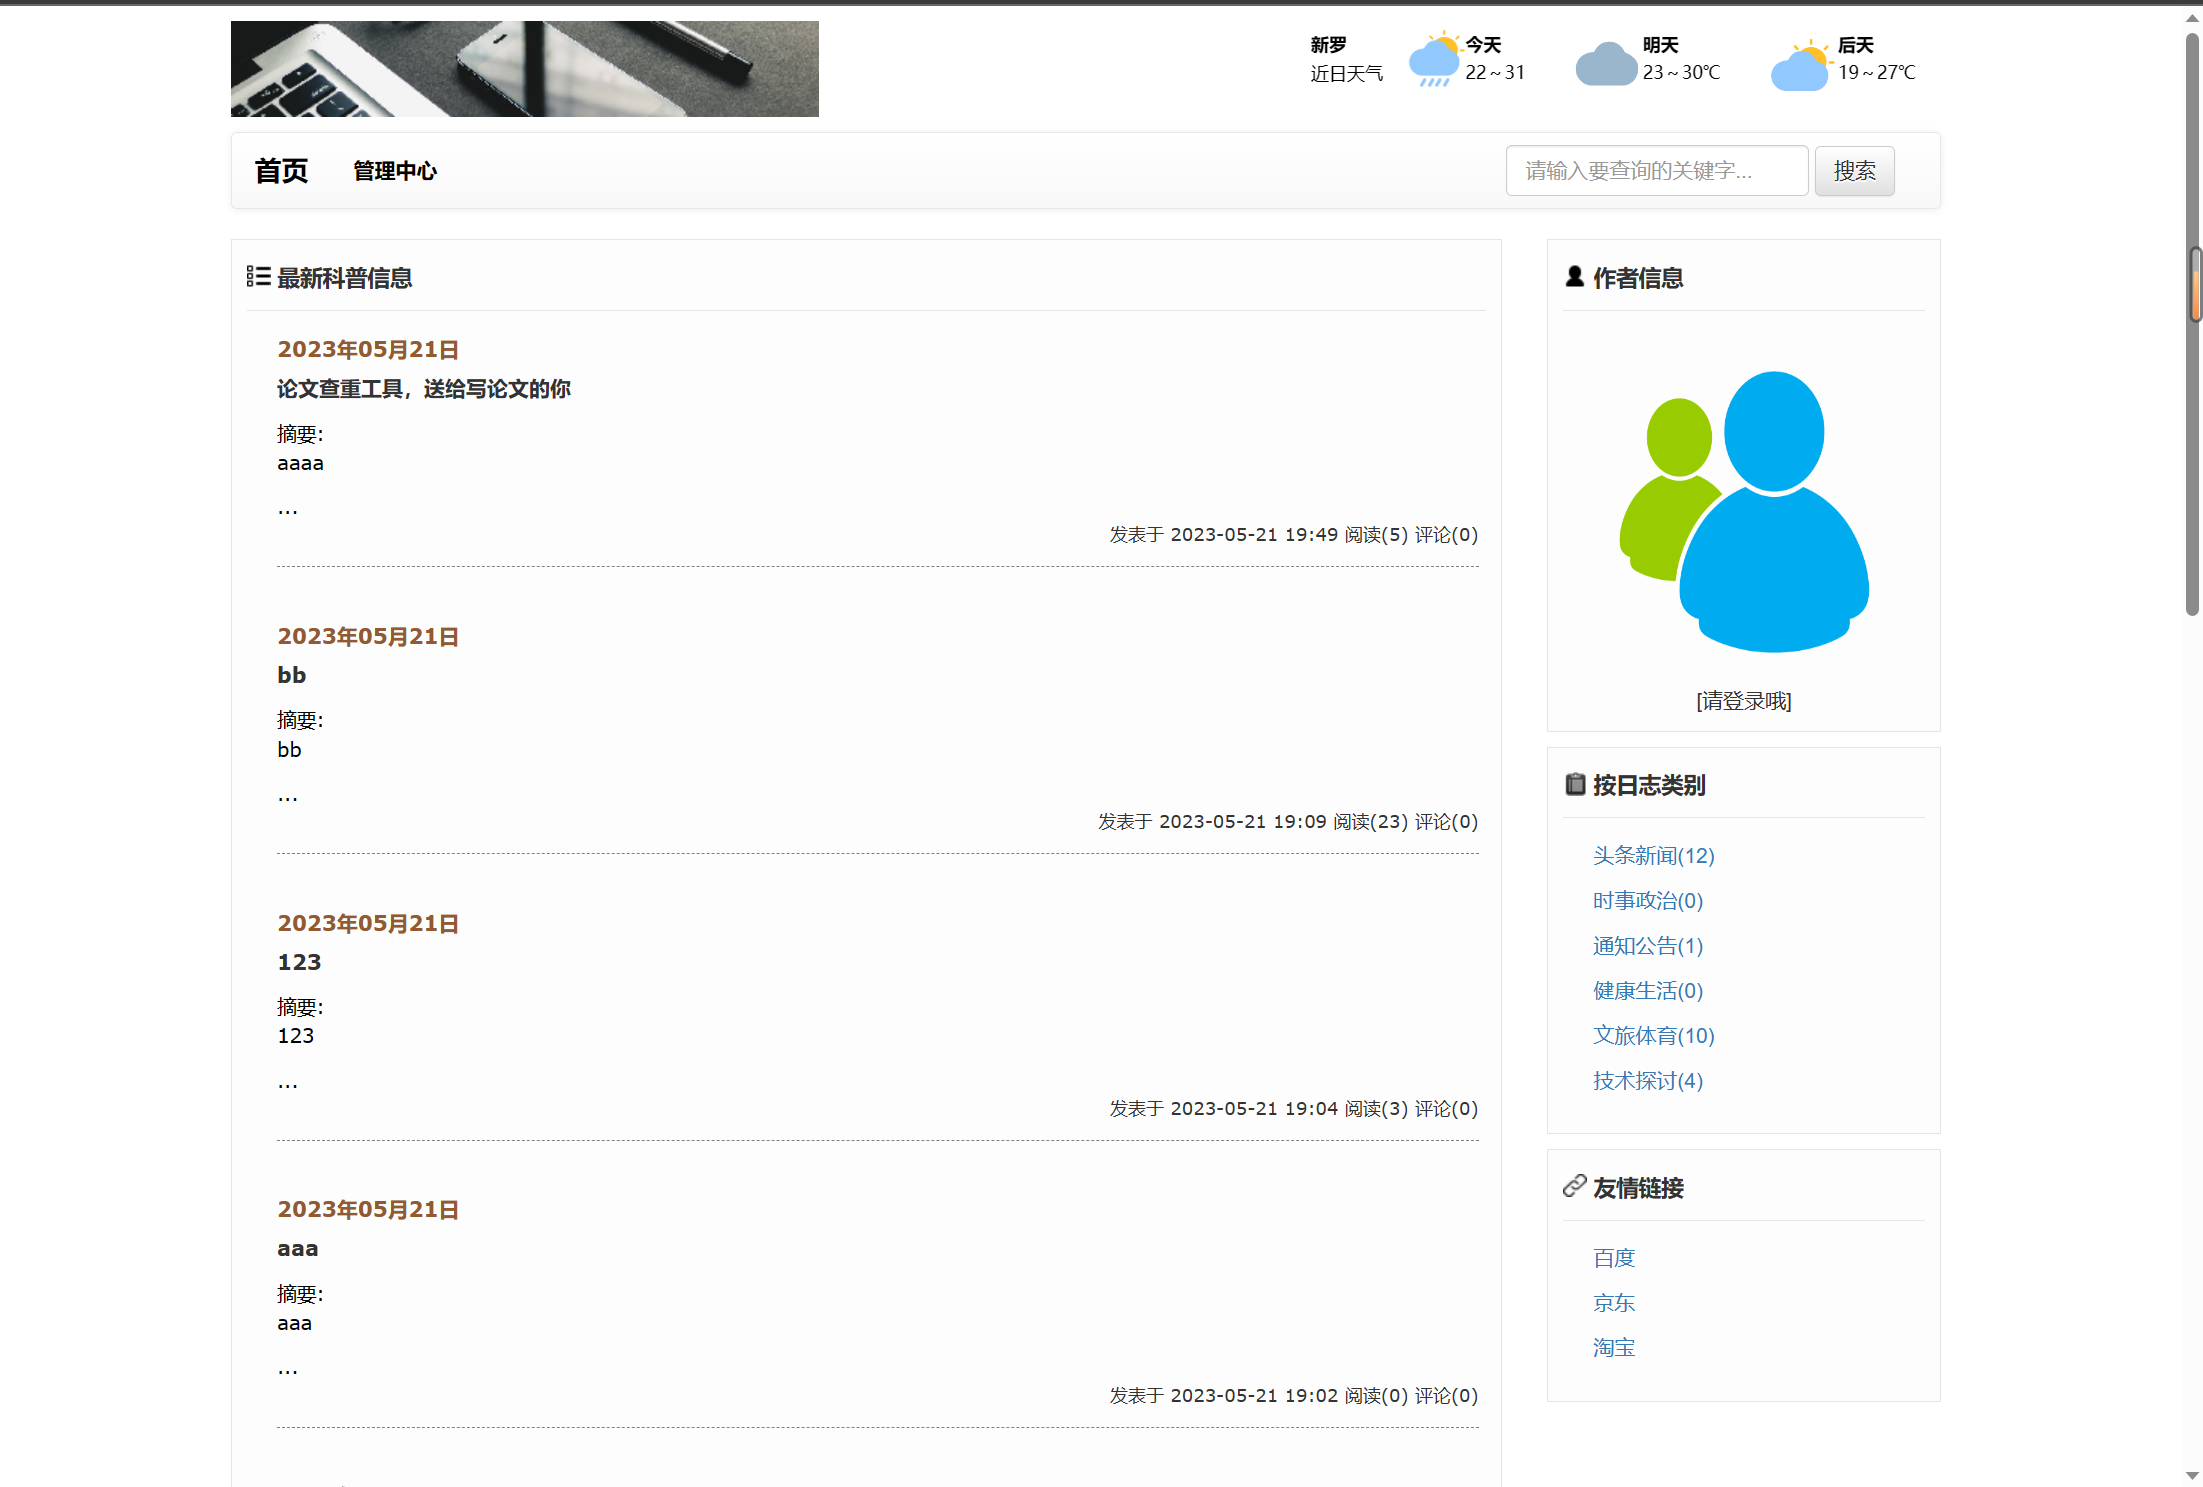 新罗
近日天气
今天
22～31
明天
23～30℃
后天
19～27℃
首页
管理中心
请输入要查询的关键字...
搜索
最新科普信息
2023年05月21日
论文查重工具，送给写论文的你
摘要:
aaaa
...
发表于 2023-05-21 19:49 阅读(5) 评论(0)
2023年05月21日
bb
摘要:
bb
...
发表于 2023-05-21 19:09 阅读(23) 评论(0)
2023年05月21日
123
摘要:
123
...
发表于 2023-05-21 19:04 阅读(3) 评论(0)
2023年05月21日
aaa
摘要:
aaa
...
发表于 2023-05-21 19:02 阅读(0) 评论(0)
作者信息
[请登录哦]
按日志类别
头条新闻(12)
时事政治(0)
通知公告(1)
健康生活(0)
文旅体育(10)
技术探讨(4)
友情链接
百度
京东
淘宝